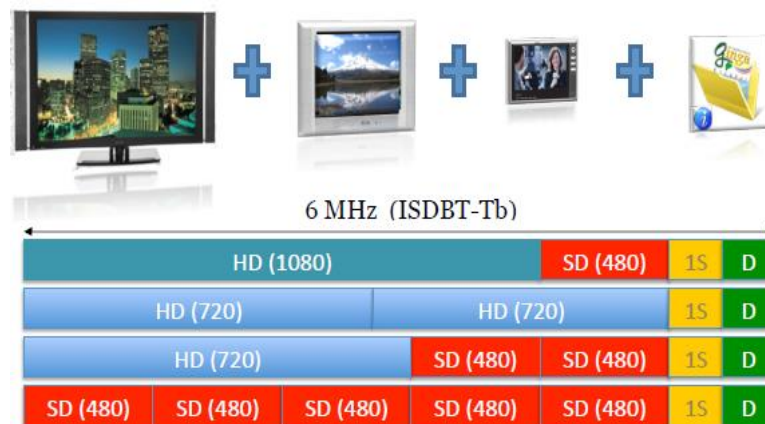 Ginga
i
6 MHz (ISDBT-Tb)
HD (1080) SD (480) 1S D
HD (720) HD (720) 1S D
HD (720) SD (480) SD (480) 1S D
SD (480) SD (480) SD (480) SD (480) SD (480) 1S D